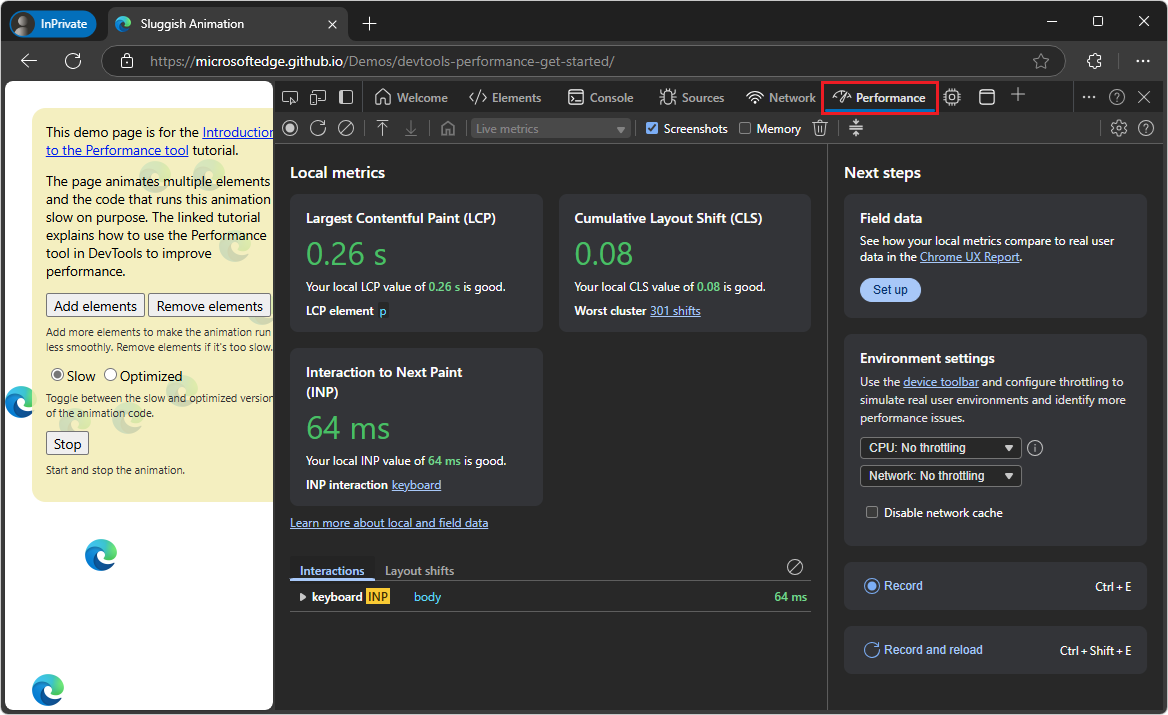 InPrivate
Sluggish Animation
https://microsoftedge.github.io/Demos/devtools-performance-get-started/
This demo page is for the Introduction
to the Performance tool tutorial.
The page animates multiple elements
and the code that runs this animation
slow on purpose. The linked tutorial
explains how to use the Performance
tool in DevTools to improve
performance.
Add elements
Remove elements
Add more elements to make the animation run
less smoothly. Remove elements if it's too slow.
Slow
Optimized
Toggle between the slow and optimized version
of the animation code.
Stop
Start and stop the animation.
Welcome
Elements
Console
Sources
Network
Performance
Live metrics
Screenshots
Memory
Local metrics
Largest Contentful Paint (LCP)
0.26 s
Your local LCP value of 0.26 s is good.
LCP element p
Cumulative Layout Shift (CLS)
0.08
Your local CLS value of 0.08 is good.
Worst cluster 301 shifts
Interaction to Next Paint
(INP)
64 ms
Your local INP value of 64 ms is good.
INP interaction keyboard
Learn more about local and field data
Interactions
Layout shifts
keyboard INP body 64 ms
Next steps
Field data
See how your local metrics compare to real user
data in the Chrome UX Report.
Set up
Environment settings
Use the device toolbar and configure throttling to
simulate real user environments and identify more
performance issues.
CPU: No throttling
Network: No throttling
Disable network cache
Record Ctrl + E
Record and reload Ctrl + Shift + E